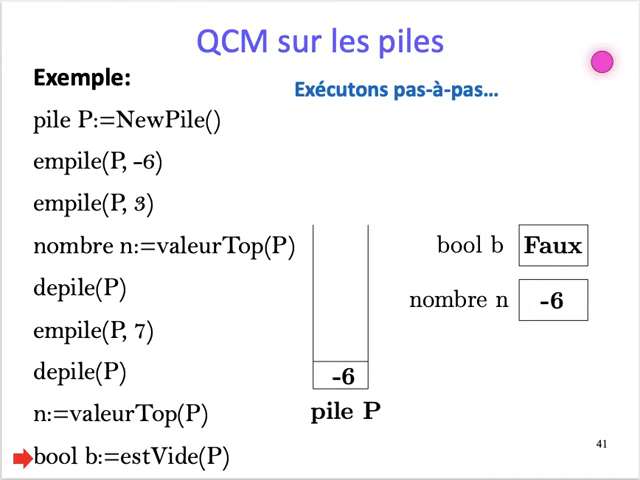 QCM sur les piles
Exemple:
Exécutons pas-à-pas…
pile P:=NewPile()
empile(P, -6)
empile(P, 3)
nombre n:=valeurTop(P)
depile(P)
empile(P, 7)
depile(P)
n:=valeurTop(P)
bool b:=estVide(P)
-6
pile P
bool b Faux
nombre n -6
41